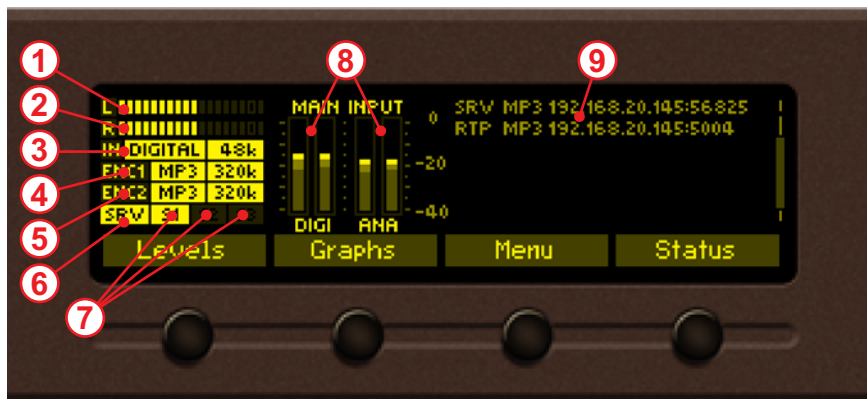 1
2
3
4
5
6
7
8
9
L
R
IN DIGITAL 48k
ENC1 MP3 320k
ENC2 MP3 320k
SRV S1 S2 S3
MAIN INPUT
0
-20
-40
DIGI ANA
SRV MP3 192.168.20.145:56825
RTP MP3 192.168.20.145:5004
Levels Graphs Menu Status